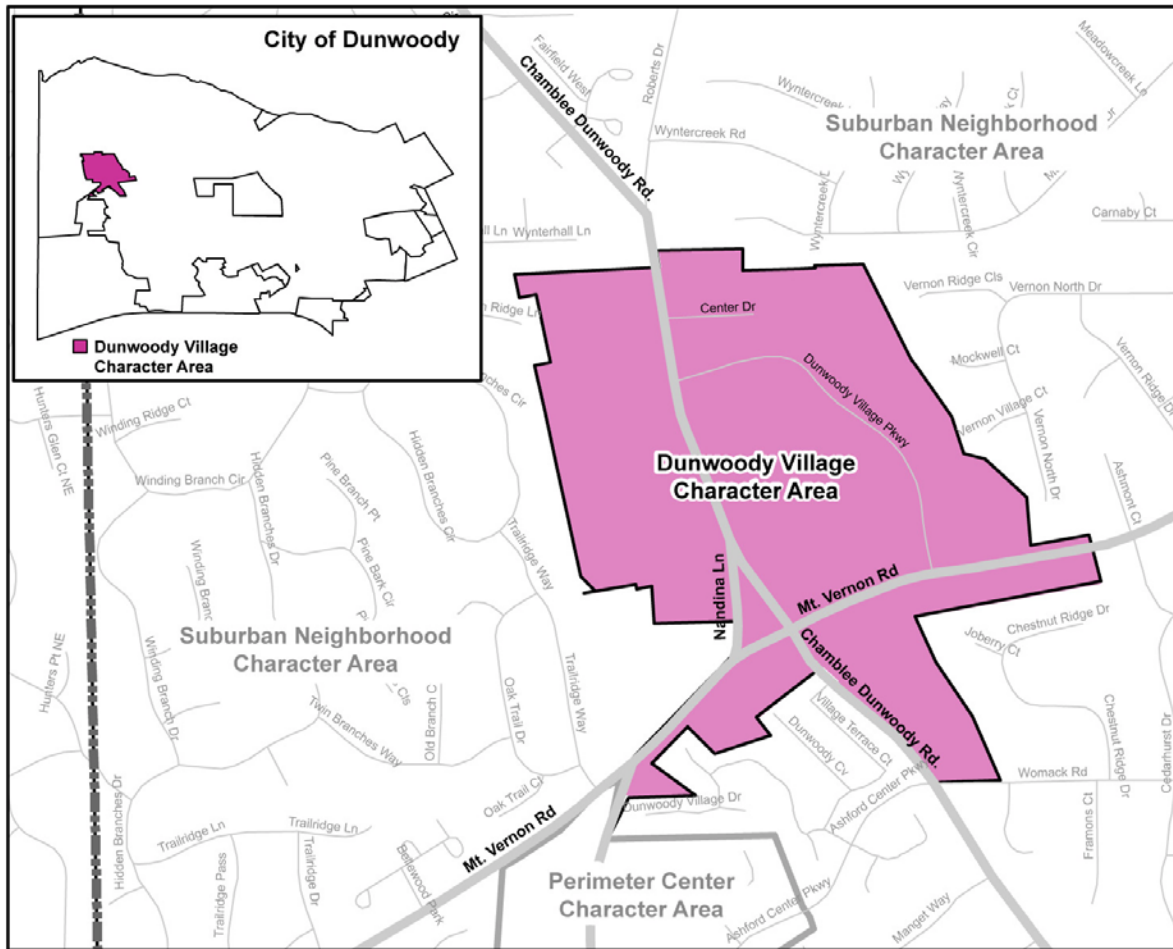 City of Dunwoody
Dunwoody Village
Character Area
Chamblee Dunwoody Rd.
Fairfield West
Roberts Dr
Meadowcreek Ln
Wyntercreek Rd
Suburban Neighborhood
Character Area
Wyntercreek Cir
Carnaby Ct
Wynterhall Ln
Vernon Ridge Cls
Vernon North Dr
Center Dr
Mockwell Ct
Dunwoody Village Pkwy
Vernon Ridge Dr
Vernon Village Ct
Vernon North Dr
Ashmont Ct
Dunwoody Village
Character Area
Hunters Glen Ct NE
Winding Ridge Ct
Winding Branch Cir
Hidden Branches Dr
Pine Branch Pt
Hidden Branches Cir
Pine Bark Cir
Trailridge Way
Nandina Ln
Mt. Vernon Rd
Chamblee Dunwoody Rd.
Chestnut Ridge Dr
Joberry Ct
Suburban Neighborhood
Character Area
Hunters Pt NE
Winding Branch Dr
Twin Branches Way
Old Branch C
Oak Trail Dr
Trailridge Way
Village Terrace Ct
Dunwoody Cv
Chestnut Ridge Dr
Cedarhurst Dr
Womack Rd
Ashford Center Pkwy
Oak Trail Ct
Dunwoody Village Dr
Framons Ct
Hidden Branches Dr
Trailridge Ln
Trailridge Ln
Trailridge Pass
Trailridge Dr
Bellewood Park
Mt. Vernon Rd
Perimeter Center
Character Area
Ashford Center Pkwy
Manget Way